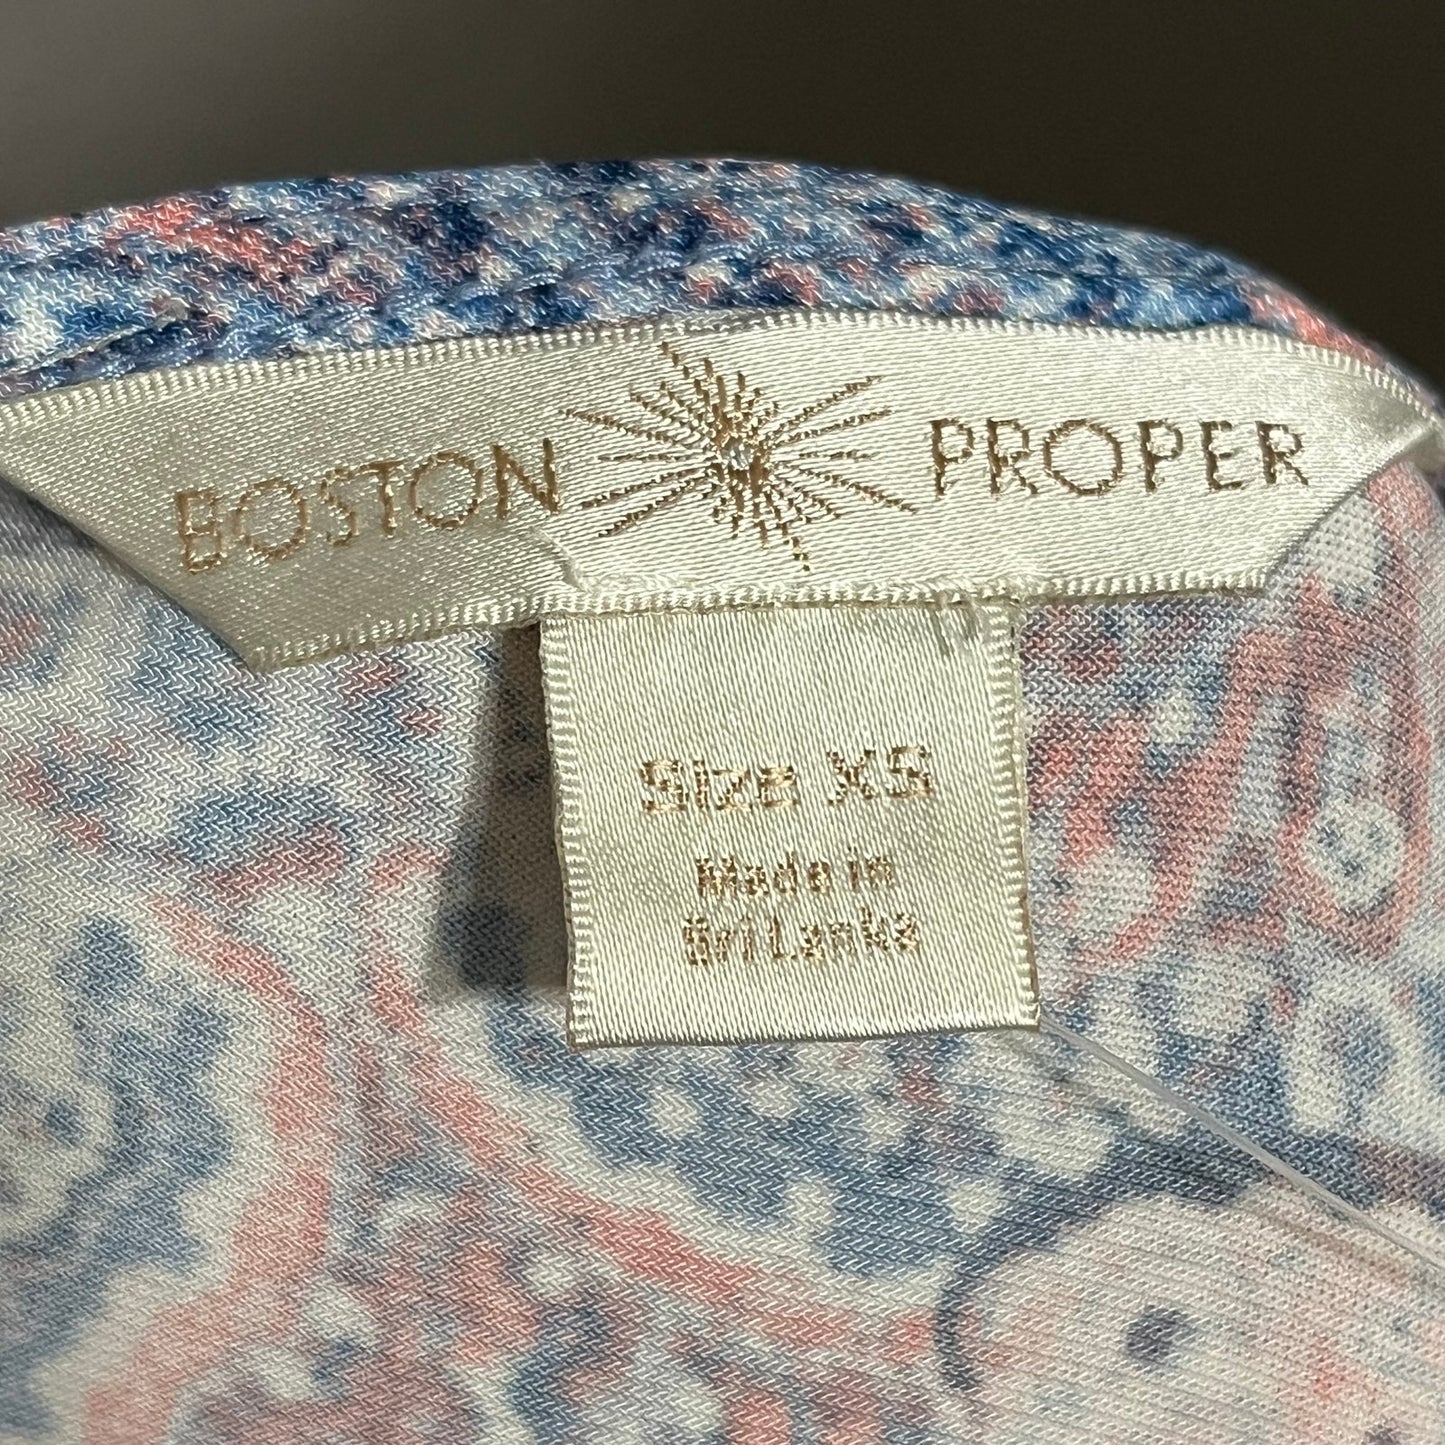 BOSTON PROPER
Size XS
Made in
Sri Lanka